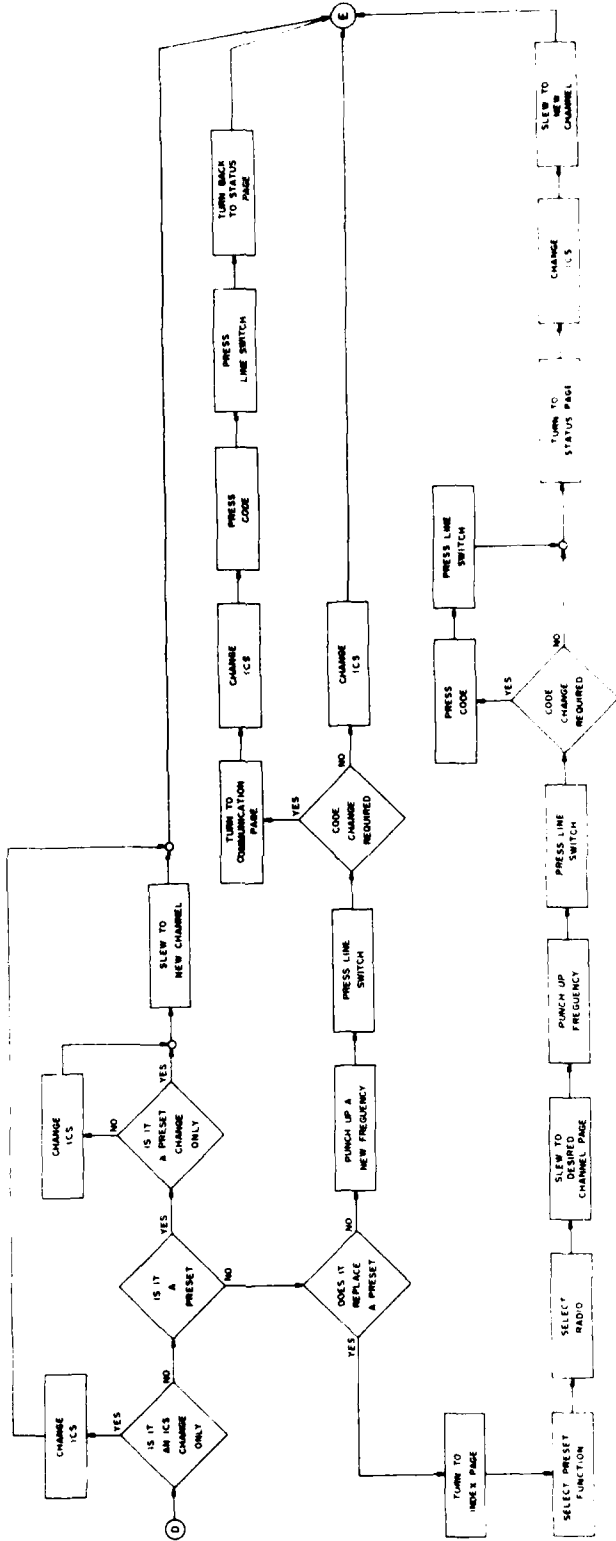 D
IS IT
AN ICS
CHANGE
ONLY
YES
CHANGE
ICS
NO
IS IT
A
PRESET
YES
IS IT
A PRESET
CHANGE
ONLY
NO
CHANGE
ICS
YES
SLEW TO
NEW CHANNEL
E
NO
DOES IT
REPLACE
A PRESET
NO
PUNCH UP A
NEW FREGUENCY
PRESS LINE
SWITCH
CODE
CHANGE
REQUIRED
YES
TURN TO
COMMUNICATION
PAGE
CHANGE
ICS
PRESS
CODE
PRESS
LINE SWITCH
TURN BACK
TO STATUS
PAGE
NO
CHANGE
ICS
YES
TURN TO
INDEX PAGE
SELECT PRESET
FUNCTION
SELECT
RADIO
SLEW TO
DESIRED
CHANNEL PAGE
PUNCH UP
FREGUENCY
PRESS LINE
SWITCH
CODE
CHANGE
REQUIRED
YES
PRESS
CODE
PRESS LINE
SWITCH
NO
TURN TO
STATUS PAGE
CHANGE
ICS
SLEW TO
NEW
CHANNEL